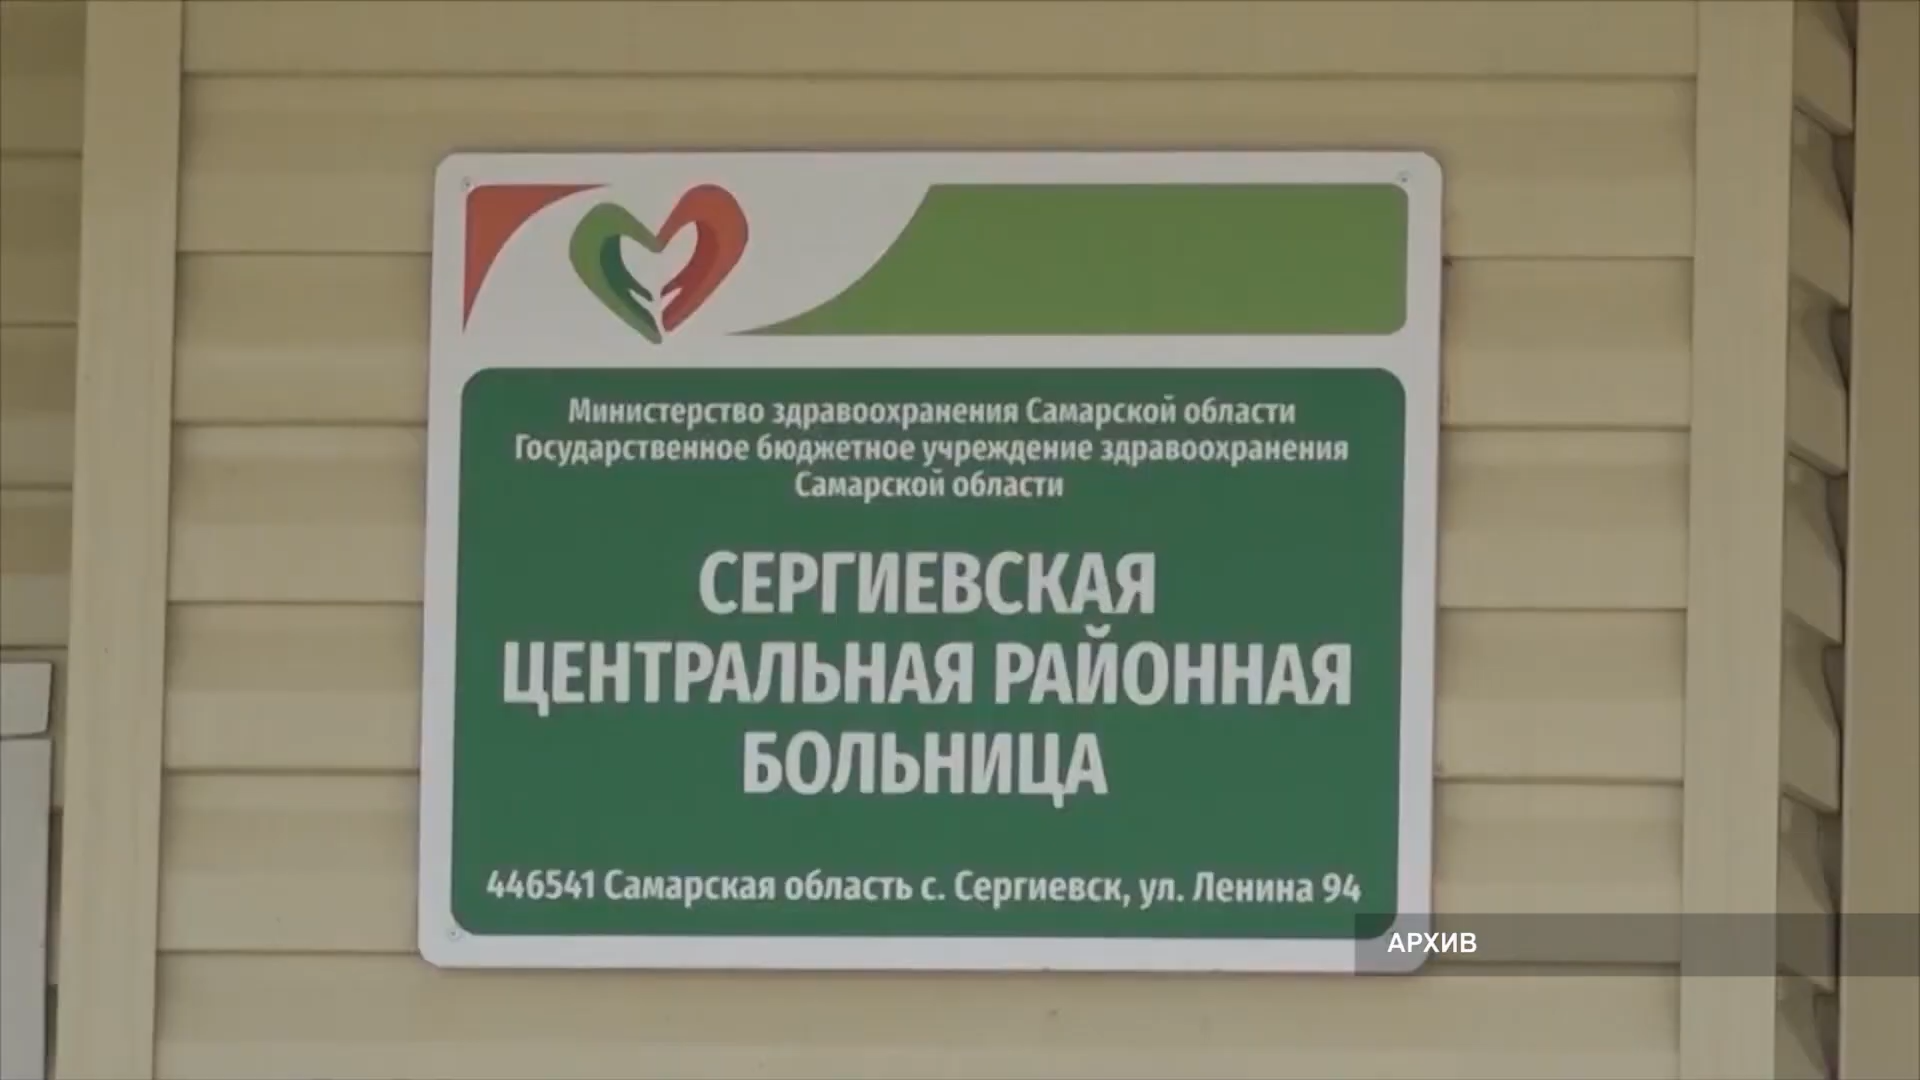 Министерство здравоохранения Самарской области
Государственное бюджетное учреждение здравоохранения
Самарской области
СЕРГИЕВСКАЯ
ЦЕНТРАЛЬНАЯ РАЙОННАЯ
БОЛЬНИЦА
446541 Самарская область с. Сергиевск, ул. Ленина 94
АРХИВ